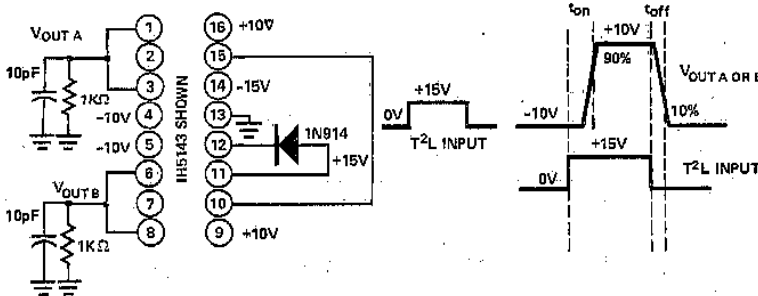 VOUT A
10pF
1KΩ
-10V
-10V
VOUT B
10pF
1KΩ
1
2
3
4
5
6
7
8
IH5143 SHOWN
16 +10V
15
14 -15V
13
12
11
10
9 +10V
1N914
+15V
+15V
0V
T²L INPUT
ton
toff
+10V
90%
VOUT A OR B
-10V
10%
+15V
0V
T²L INPUT